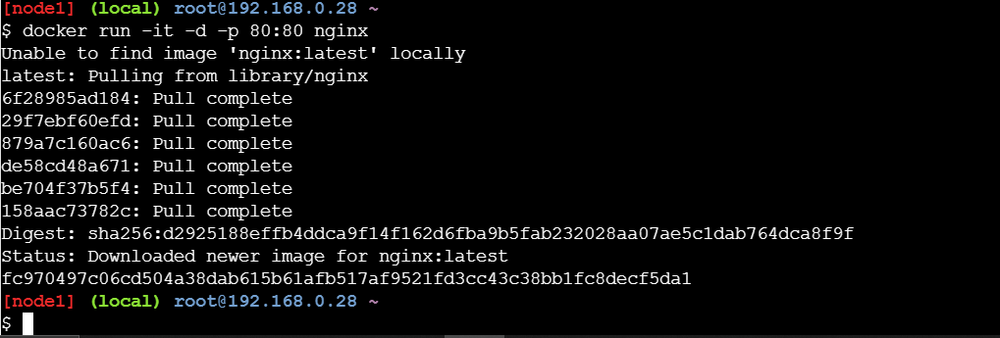 [node1] (local) root@192.168.0.28 ~
$ docker run -it -d -p 80:80 nginx
Unable to find image 'nginx:latest' locally
latest: Pulling from library/nginx
6f28985ad184: Pull complete
29f7ebf60efd: Pull complete
879a7c160ac6: Pull complete
de58cd48a671: Pull complete
be704f37b5f4: Pull complete
158aac73782c: Pull complete
Digest: sha256:d2925188effb4ddca9f14f162d6fba9b5fab232028aa07ae5c1dab764dca8f9f
Status: Downloaded newer image for nginx:latest
fc970497c06cd504a38dab615b61afb517af9521fd3cc43c38bb1fc8decf5da1
[node1] (local) root@192.168.0.28 ~
$